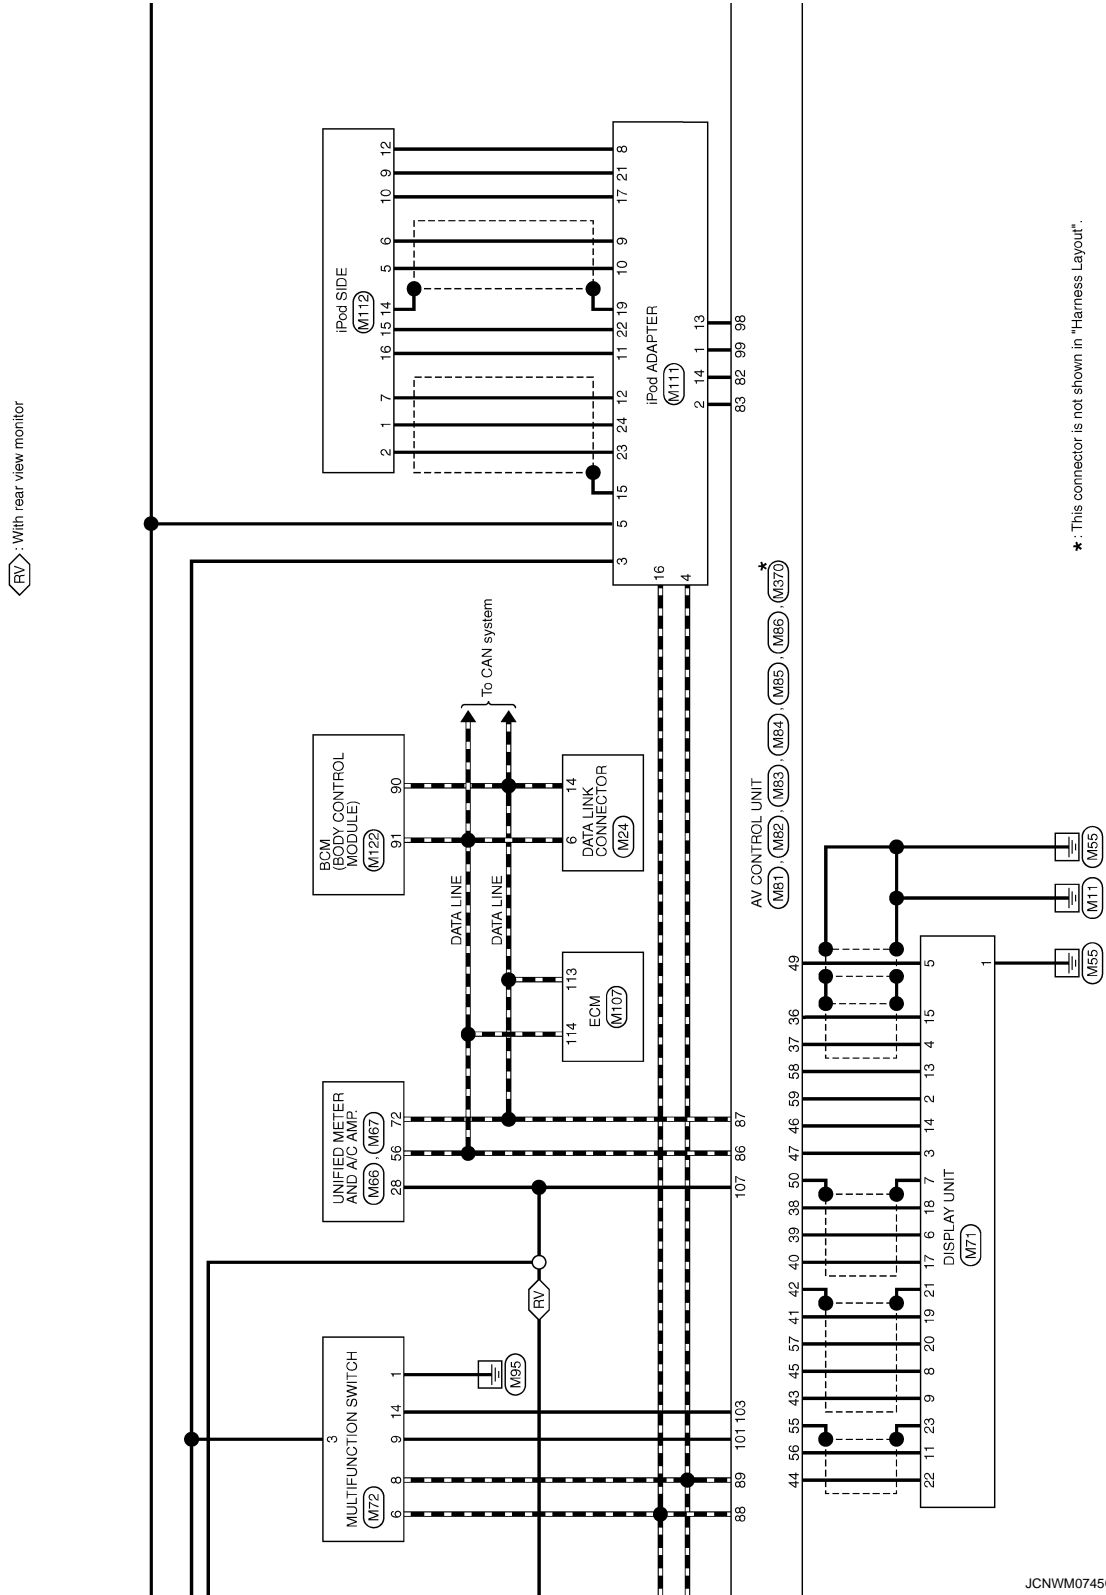 RV : With rear view monitor
iPod SIDE
M112
12
9
10
6
5
14
15
16
7
1
2
8
21
17
9
10
19
22
11
12
24
23
15
5
3
iPod ADAPTER
M111
13
1
14
2
98
99
82
83
16
4
To CAN system
BCM
(BODY CONTROL
MODULE)
M122
90
91
14
6
DATA LINK
CONNECTOR
M24
DATA LINE
DATA LINE
ECM
M107
113
114
UNIFIED METER
AND A/C AMP.
M66 , M67
72
56
28
87
86
107
RV
MULTIFUNCTION SWITCH
M72
3
1
14
9
8
6
M95
103
101
89
88
AV CONTROL UNIT
M81 , M82 , M83 , M84 , M85 , M86 , M370 *
49
36
37
58
59
46
47
50
38
39
40
42
41
57
45
43
55
56
44
5
15
4
13
2
14
3
7
18
6
17
21
19
20
8
9
23
11
22
1
DISPLAY UNIT
M71
M55
M11
M55
* : This connector is not shown in "Harness Layout".
JCNWM0745